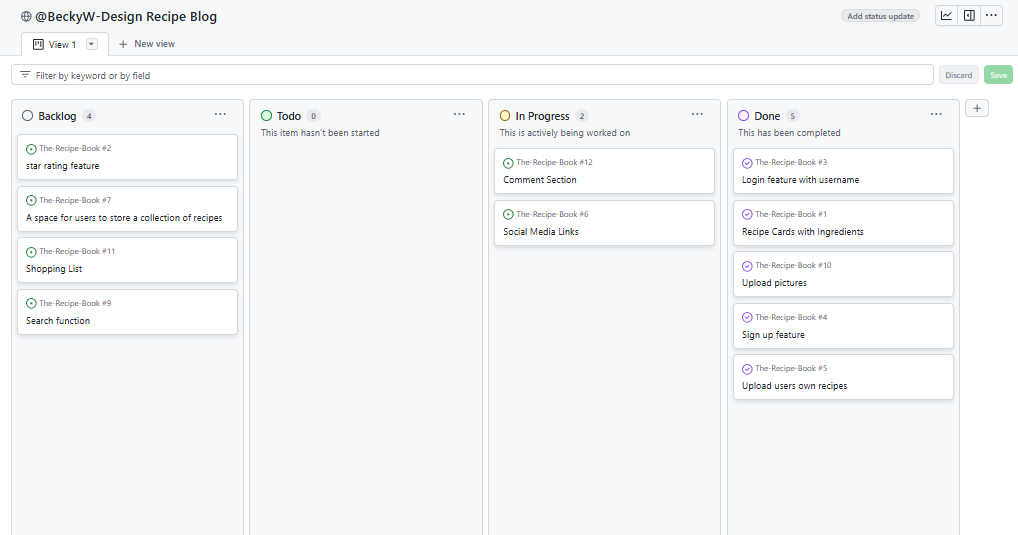 @BeckyW-Design Recipe Blog
Add status update
View 1
New view
Filter by keyword or by field
Discard
Save
Backlog 4
The-Recipe-Book #2
star rating feature
The-Recipe-Book #7
A space for users to store a collection of recipes
The-Recipe-Book #11
Shopping List
The-Recipe-Book #9
Search function
Todo 0
This item hasn't been started
In Progress 2
This is actively being worked on
The-Recipe-Book #12
Comment Section
The-Recipe-Book #6
Social Media Links
Done 5
This has been completed
The-Recipe-Book #3
Login feature with username
The-Recipe-Book #1
Recipe Cards with Ingredients
The-Recipe-Book #10
Upload pictures
The-Recipe-Book #4
Sign up feature
The-Recipe-Book #5
Upload users own recipes